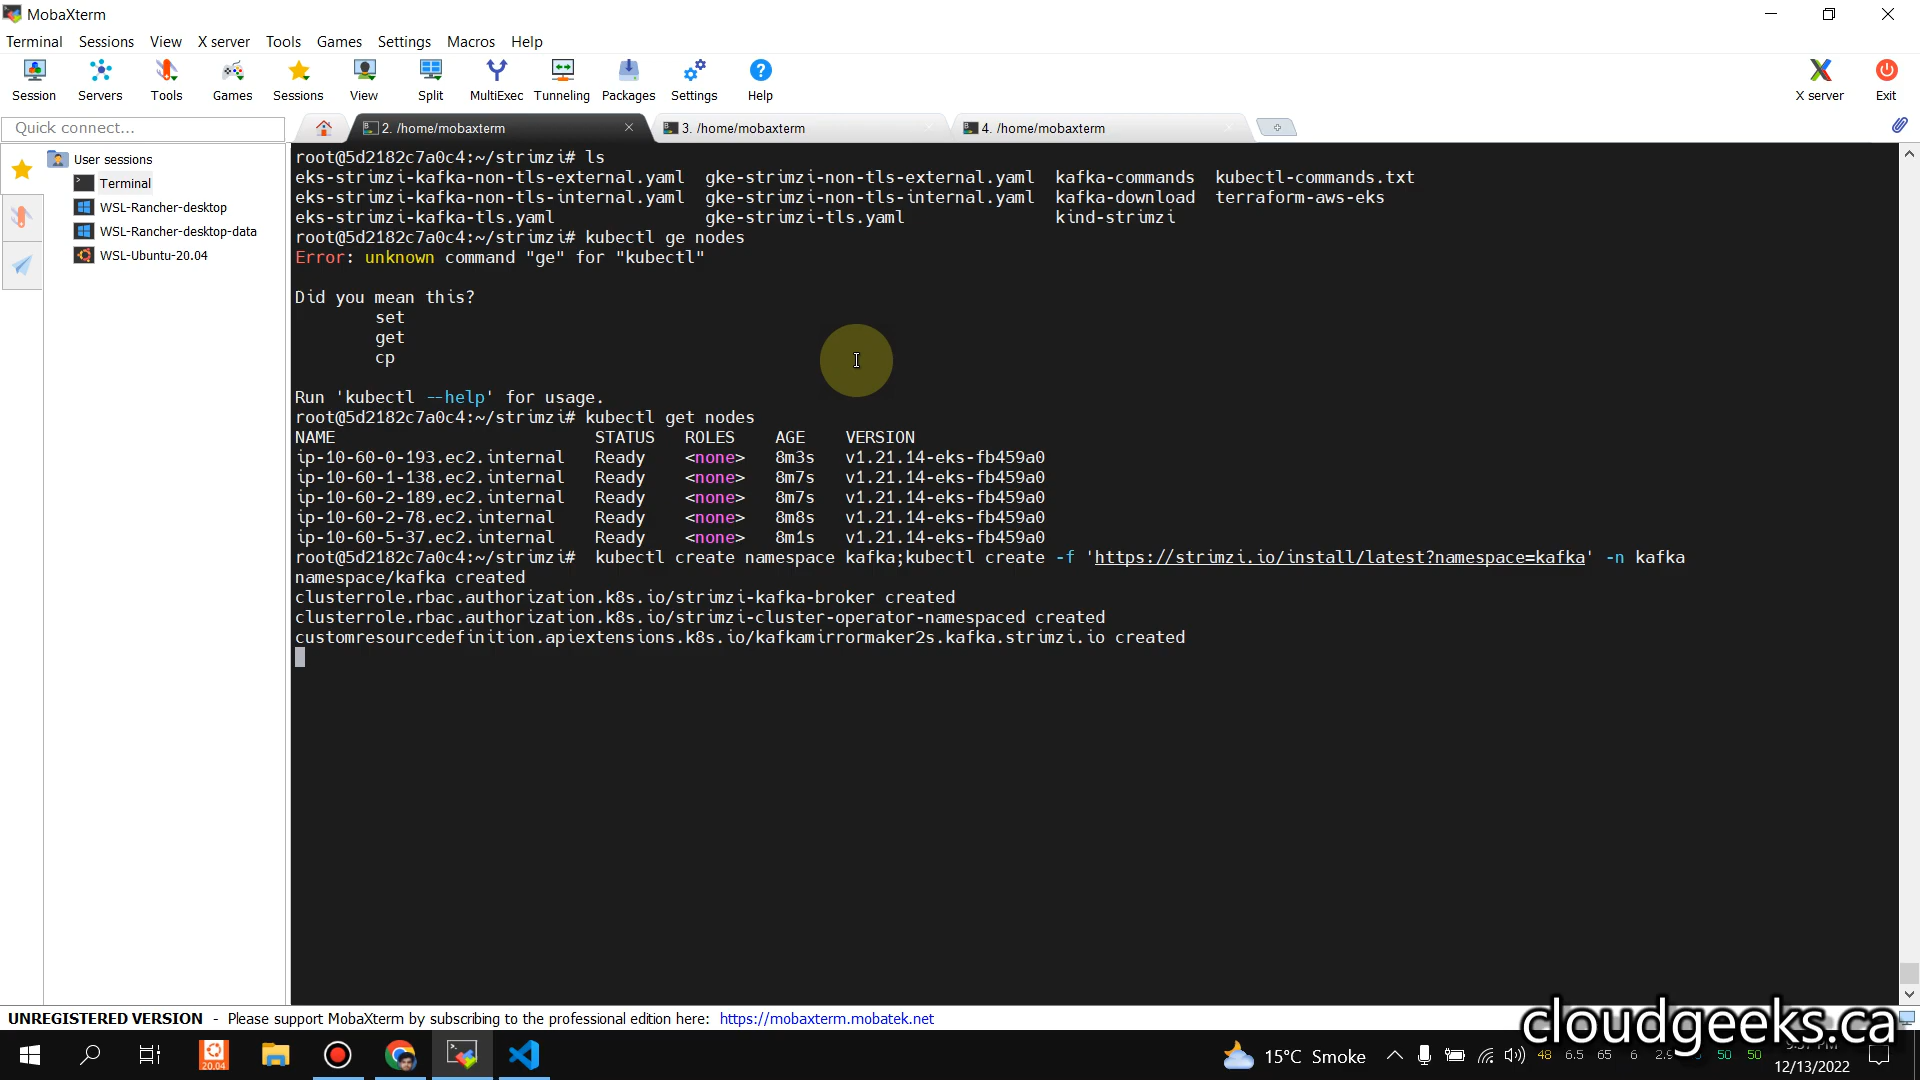 MobaXterm
Terminal Sessions View X server Tools Games Settings Macros Help
Session Servers Tools Games Sessions View Split MultiExec Tunneling Packages Settings Help X server Exit
Quick connect...
2. /home/mobaxterm
3. /home/mobaxterm
4. /home/mobaxterm
User sessions
Terminal
WSL-Rancher-desktop
WSL-Rancher-desktop-data
WSL-Ubuntu-20.04
root@5d2182c7a0c4:~/strimzi# ls
eks-strimzi-kafka-non-tls-external.yaml gke-strimzi-non-tls-external.yaml kafka-commands kubectl-commands.txt
eks-strimzi-kafka-non-tls-internal.yaml gke-strimzi-non-tls-internal.yaml kafka-download terraform-aws-eks
eks-strimzi-kafka-tls.yaml gke-strimzi-tls.yaml kind-strimzi
root@5d2182c7a0c4:~/strimzi# kubectl ge nodes
Error: unknown command "ge" for "kubectl"
Did you mean this?
set
get
cp
Run 'kubectl --help' for usage.
root@5d2182c7a0c4:~/strimzi# kubectl get nodes
NAME STATUS ROLES AGE VERSION
ip-10-60-0-193.ec2.internal Ready <none> 8m3s v1.21.14-eks-fb459a0
ip-10-60-1-138.ec2.internal Ready <none> 8m7s v1.21.14-eks-fb459a0
ip-10-60-2-189.ec2.internal Ready <none> 8m7s v1.21.14-eks-fb459a0
ip-10-60-2-78.ec2.internal Ready <none> 8m8s v1.21.14-eks-fb459a0
ip-10-60-5-37.ec2.internal Ready <none> 8m1s v1.21.14-eks-fb459a0
root@5d2182c7a0c4:~/strimzi# kubectl create namespace kafka;kubectl create -f 'https://strimzi.io/install/latest?namespace=kafka' -n kafka
namespace/kafka created
clusterrole.rbac.authorization.k8s.io/strimzi-kafka-broker created
clusterrole.rbac.authorization.k8s.io/strimzi-cluster-operator-namespaced created
customresourcedefinition.apiextensions.k8s.io/kafkamirrormaker2s.kafka.strimzi.io created
UNREGISTERED VERSION - Please support MobaXterm by subscribing to the professional edition here: https://mobaxterm.mobatek.net
cloudgeeks.ca
20.04
15°C Smoke
48 6.5 65 6 50 50
12/13/2022